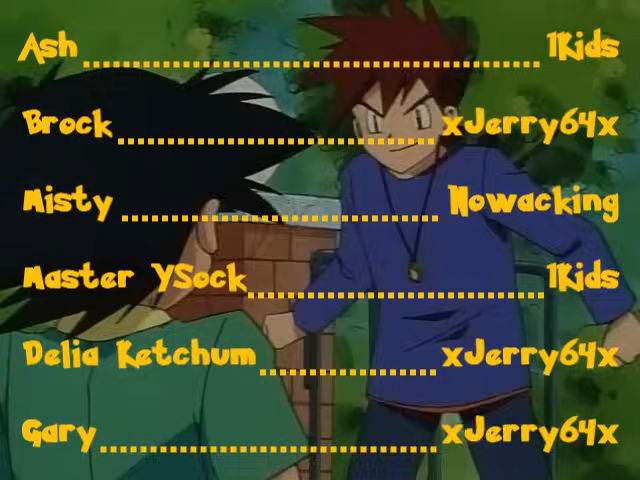 Ash 1Kids
Brock xJerry64x
Misty Nowacking
Master YSock 1Kids
Delia Ketchum xJerry64x
Gary xJerry64x